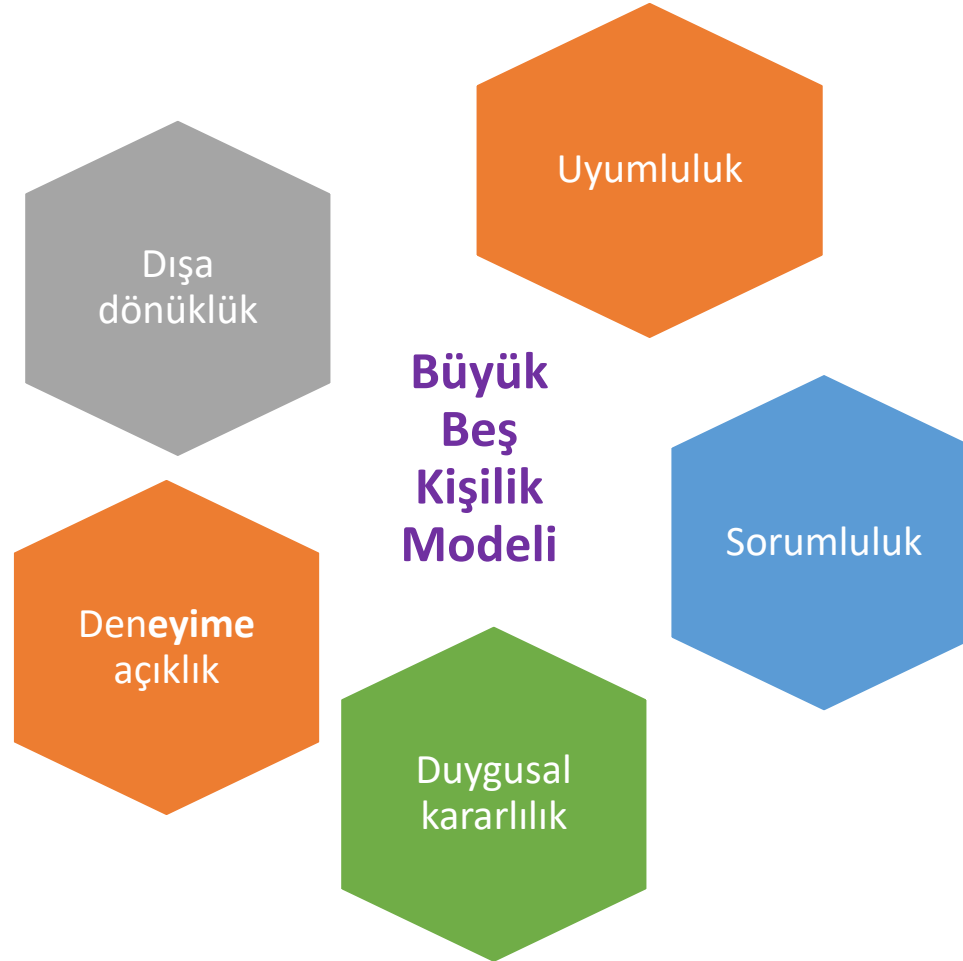 Uyumluluk
Dışa
dönüklük
Büyük
Beş
Kişilik
Modeli
Sorumluluk
Deneyime
açıklık
Duygusal
kararlılık